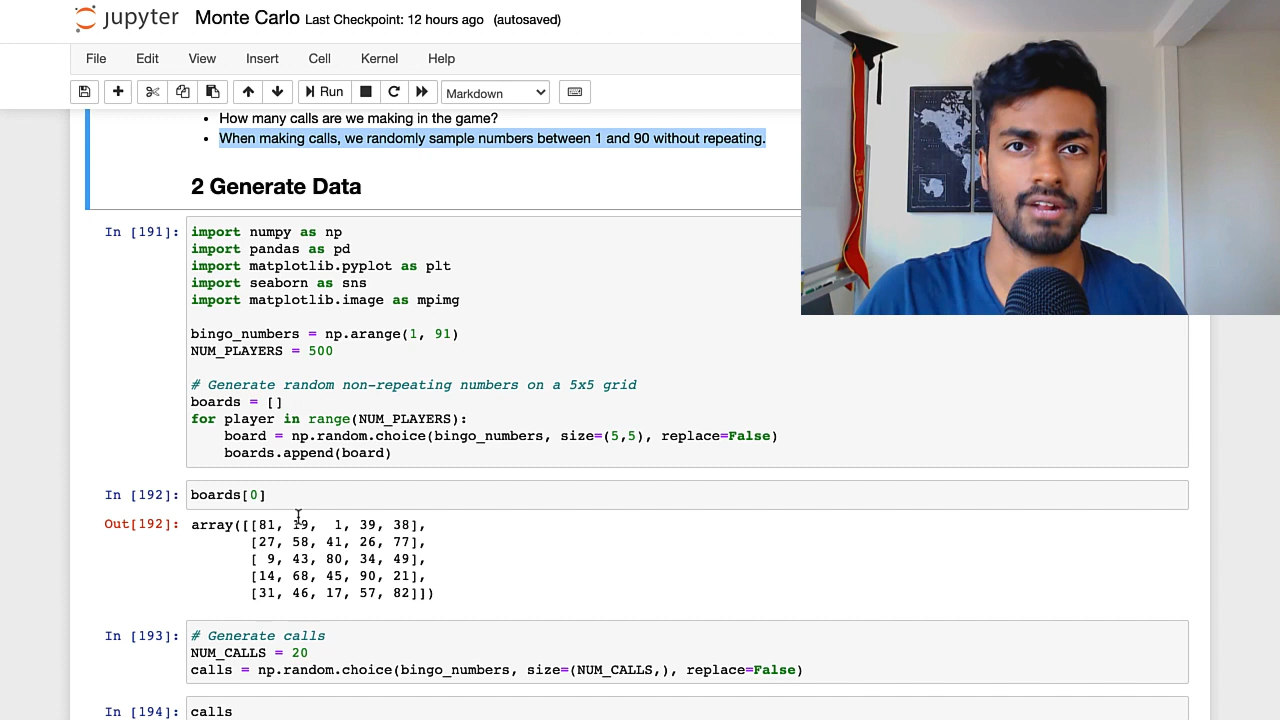 jupyter Monte Carlo Last Checkpoint: 12 hours ago (autosaved)
File Edit View Insert Cell Kernel Help
Run Markdown
How many calls are we making in the game?
When making calls, we randomly sample numbers between 1 and 90 without repeating.
2 Generate Data
In [191]:
import numpy as np
import pandas as pd
import matplotlib.pyplot as plt
import seaborn as sns
import matplotlib.image as mpimg
bingo_numbers = np.arange(1, 91)
NUM_PLAYERS = 500
# Generate random non-repeating numbers on a 5x5 grid
boards = []
for player in range(NUM_PLAYERS):
    board = np.random.choice(bingo_numbers, size=(5,5), replace=False)
    boards.append(board)
In [192]: boards[0]
Out[192]: array([[81, 19,  1, 39, 38],
       [27, 58, 41, 26, 77],
       [ 9, 43, 80, 34, 49],
       [14, 68, 45, 90, 21],
       [31, 46, 17, 57, 82]])
In [193]: # Generate calls
NUM_CALLS = 20
calls = np.random.choice(bingo_numbers, size=(NUM_CALLS,), replace=False)
In [194]: calls